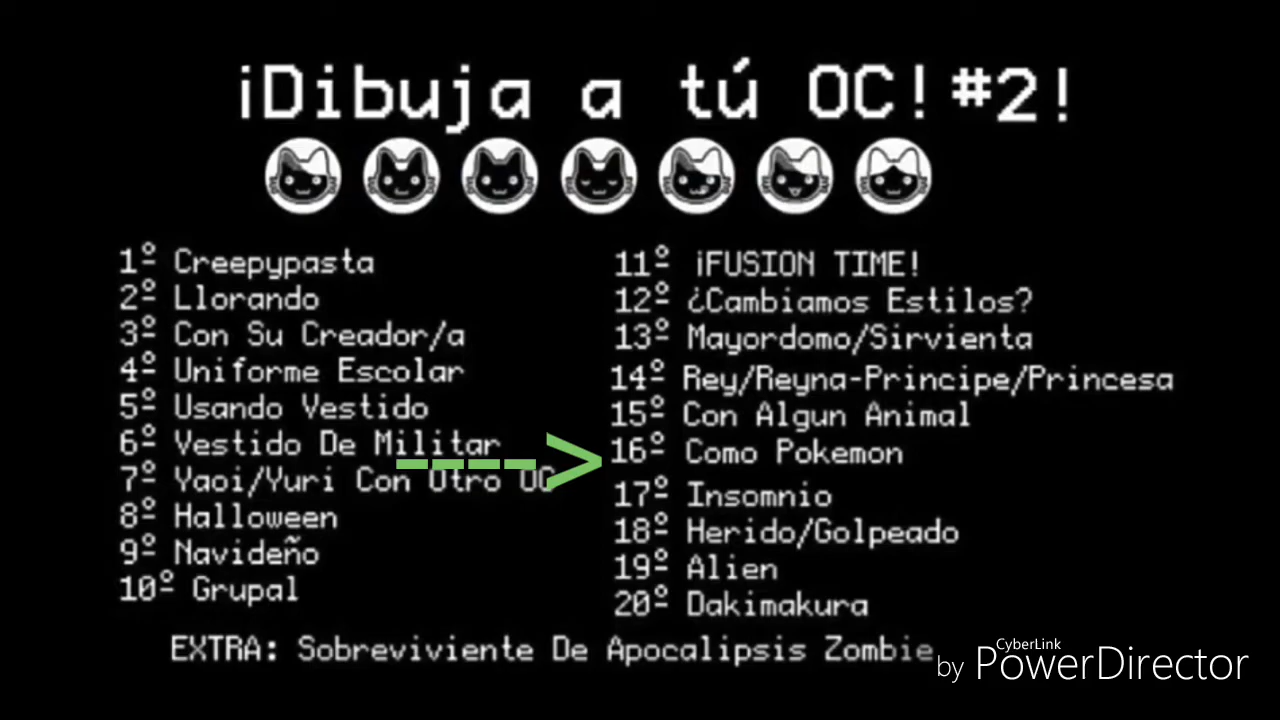 ¡Dibuja a tú OC! #2!
1º Creepypasta
2º Llorando
3º Con Su Creador/a
4º Uniforme Escolar
5º Usando Vestido
6º Vestido De Militar
7º Yaoi/Yuri Con Otro OC
8º Halloween
9º Navideño
10º Grupal
11º ¡FUSION TIME!
12º ¿Cambiamos Estilos?
13º Mayordomo/Sirvienta
14º Rey/Reyna-Principe/Princesa
15º Con Algun Animal
16º Como Pokemon
17º Insomnio
18º Herido/Golpeado
19º Alien
20º Dakimakura
EXTRA: Sobreviviente De Apocalipsis Zombie
CyberLink
by PowerDirector